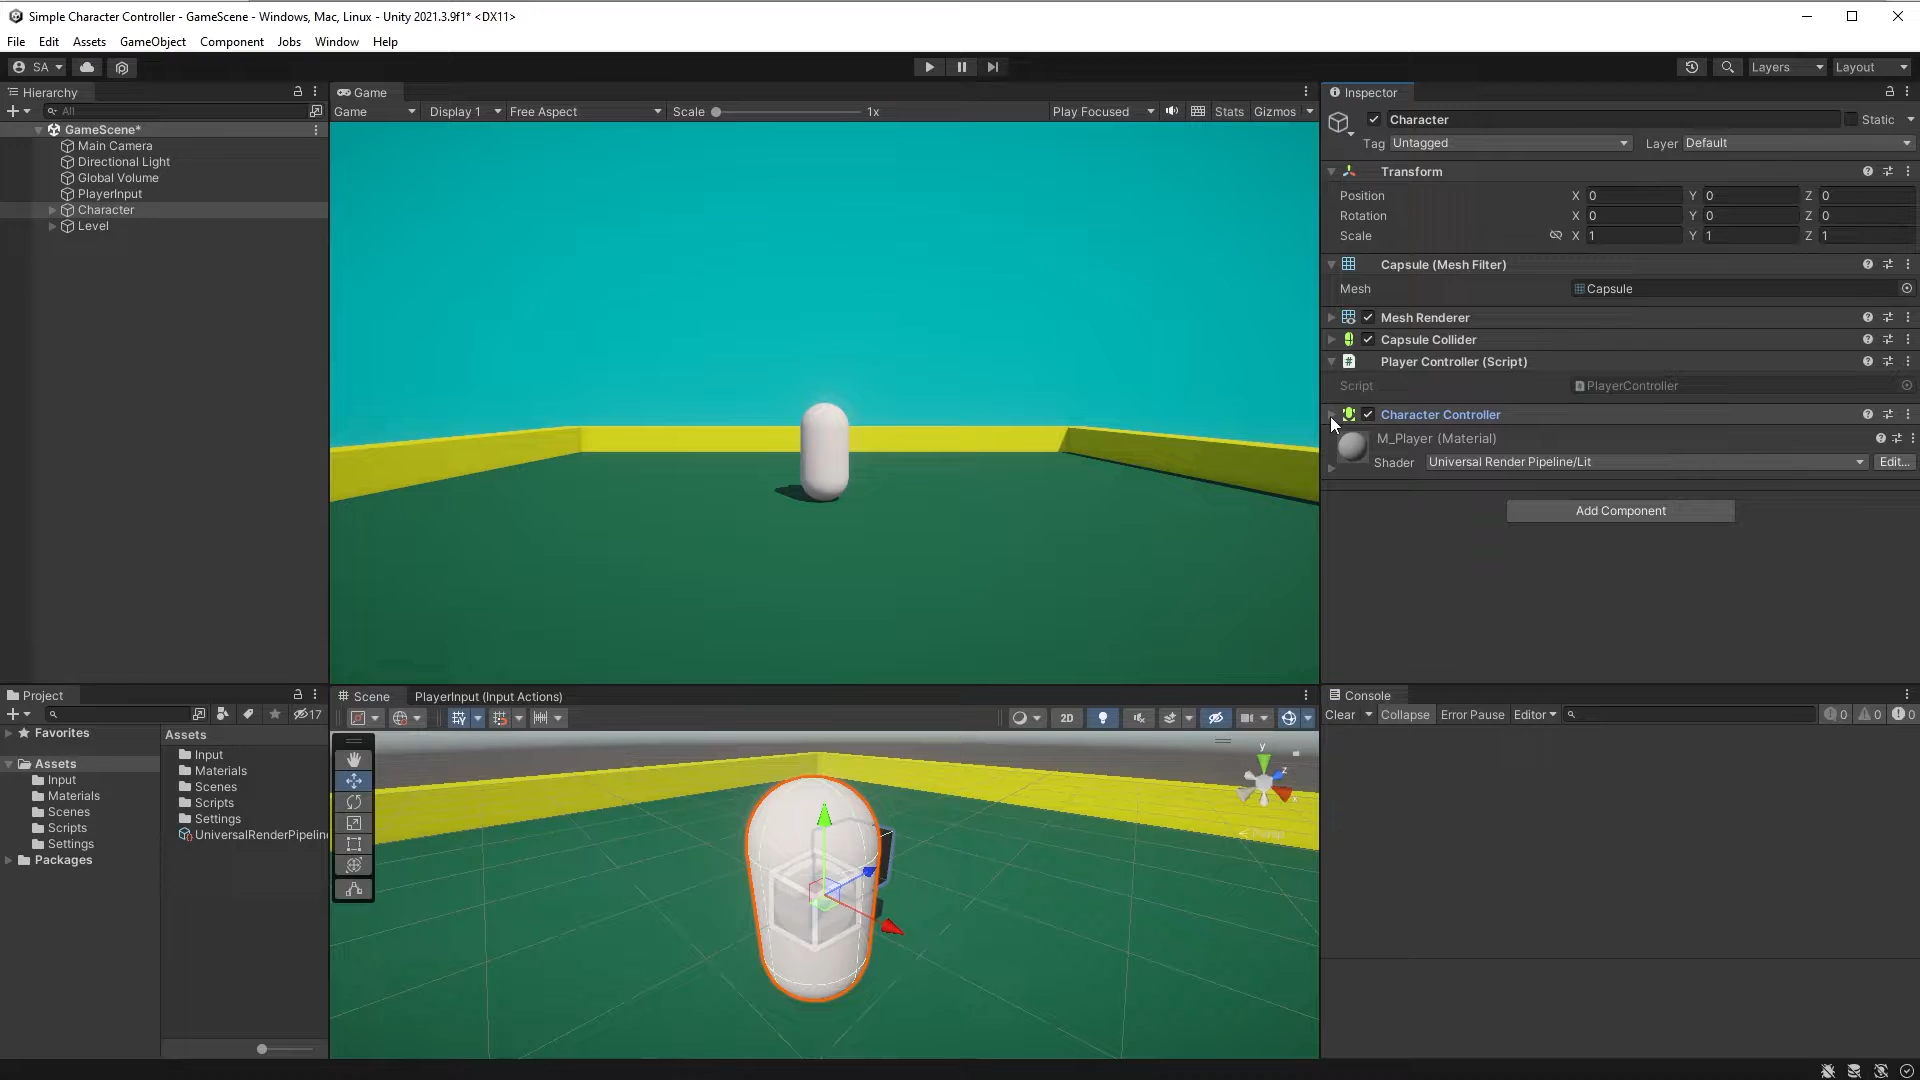 Simple Character Controller - GameScene - Windows, Mac, Linux - Unity 2021.3.9f1* <DX11>
File Edit Assets GameObject Component Jobs Window Help
SA
Layers Layout
Hierarchy
All
GameScene*
Main Camera
Directional Light
Global Volume
PlayerInput
Character
Level
Game
Game Display 1 Free Aspect Scale 1x Play Focused Stats Gizmos
Inspector
Character Static
Tag Untagged Layer Default
Transform
Position X 0 Y 0 Z 0
Rotation X 0 Y 0 Z 0
Scale X 1 Y 1 Z 1
Capsule (Mesh Filter)
Mesh Capsule
Mesh Renderer
Capsule Collider
Player Controller (Script)
Script PlayerController
Character Controller
M_Player (Material)
Shader Universal Render Pipeline/Lit Edit...
Add Component
Project
17
Favorites
Assets
Input
Materials
Scenes
Scripts
Settings
Packages
Assets
Input
Materials
Scenes
Scripts
Settings
UniversalRenderPipelin
Scene PlayerInput (Input Actions)
2D
y
z
x
Persp
Console
Clear Collapse Error Pause Editor 0 0 0